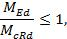 M_Ed / M_cRd ≤ 1,